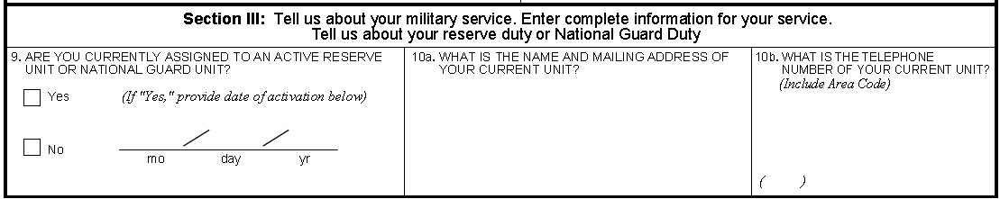 Section III: Tell us about your military service. Enter complete information for your service.
Tell us about your reserve duty or National Guard Duty
9. ARE YOU CURRENTLY ASSIGNED TO AN ACTIVE RESERVE
UNIT OR NATIONAL GUARD UNIT?
Yes (If "Yes," provide date of activation below)
No
mo day yr
10a. WHAT IS THE NAME AND MAILING ADDRESS OF
YOUR CURRENT UNIT?
10b. WHAT IS THE TELEPHONE
NUMBER OF YOUR CURRENT UNIT?
(Include Area Code)
( )